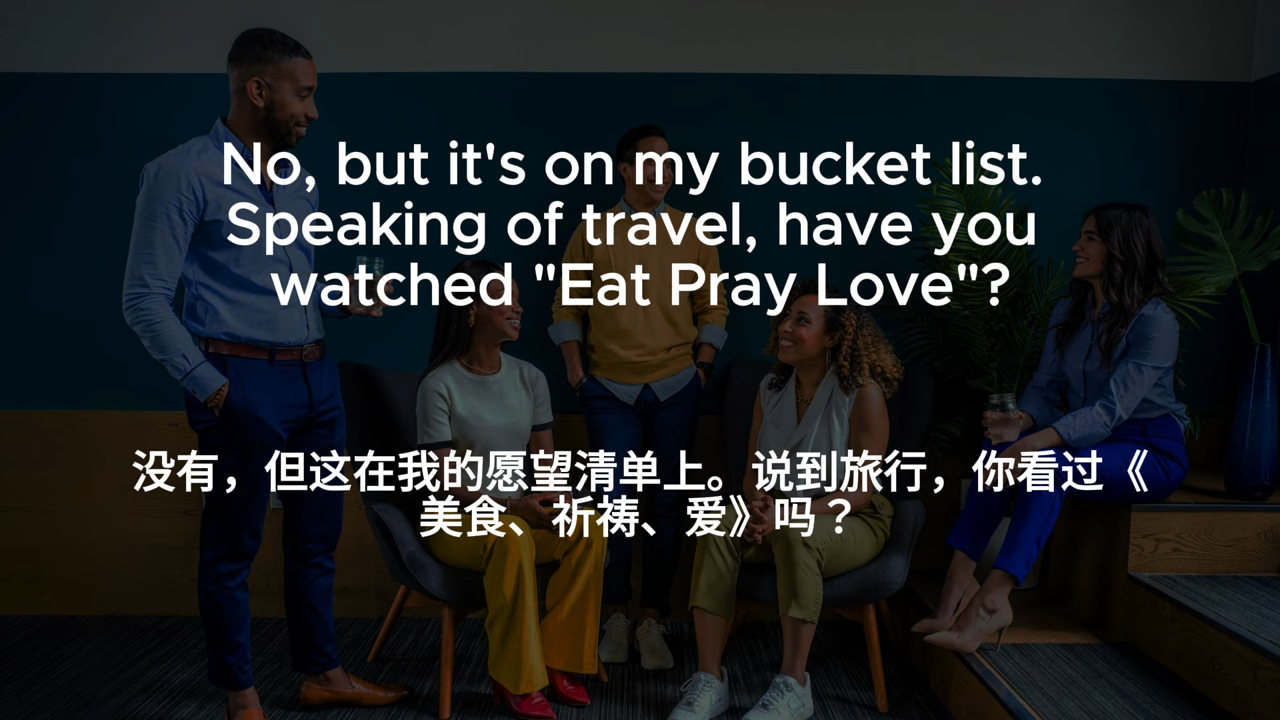 No, but it's on my bucket list.
Speaking of travel, have you
watched "Eat Pray Love"?
没有，但这在我的愿望清单上。说到旅行，你看过《
美食、祈祷、爱》吗？